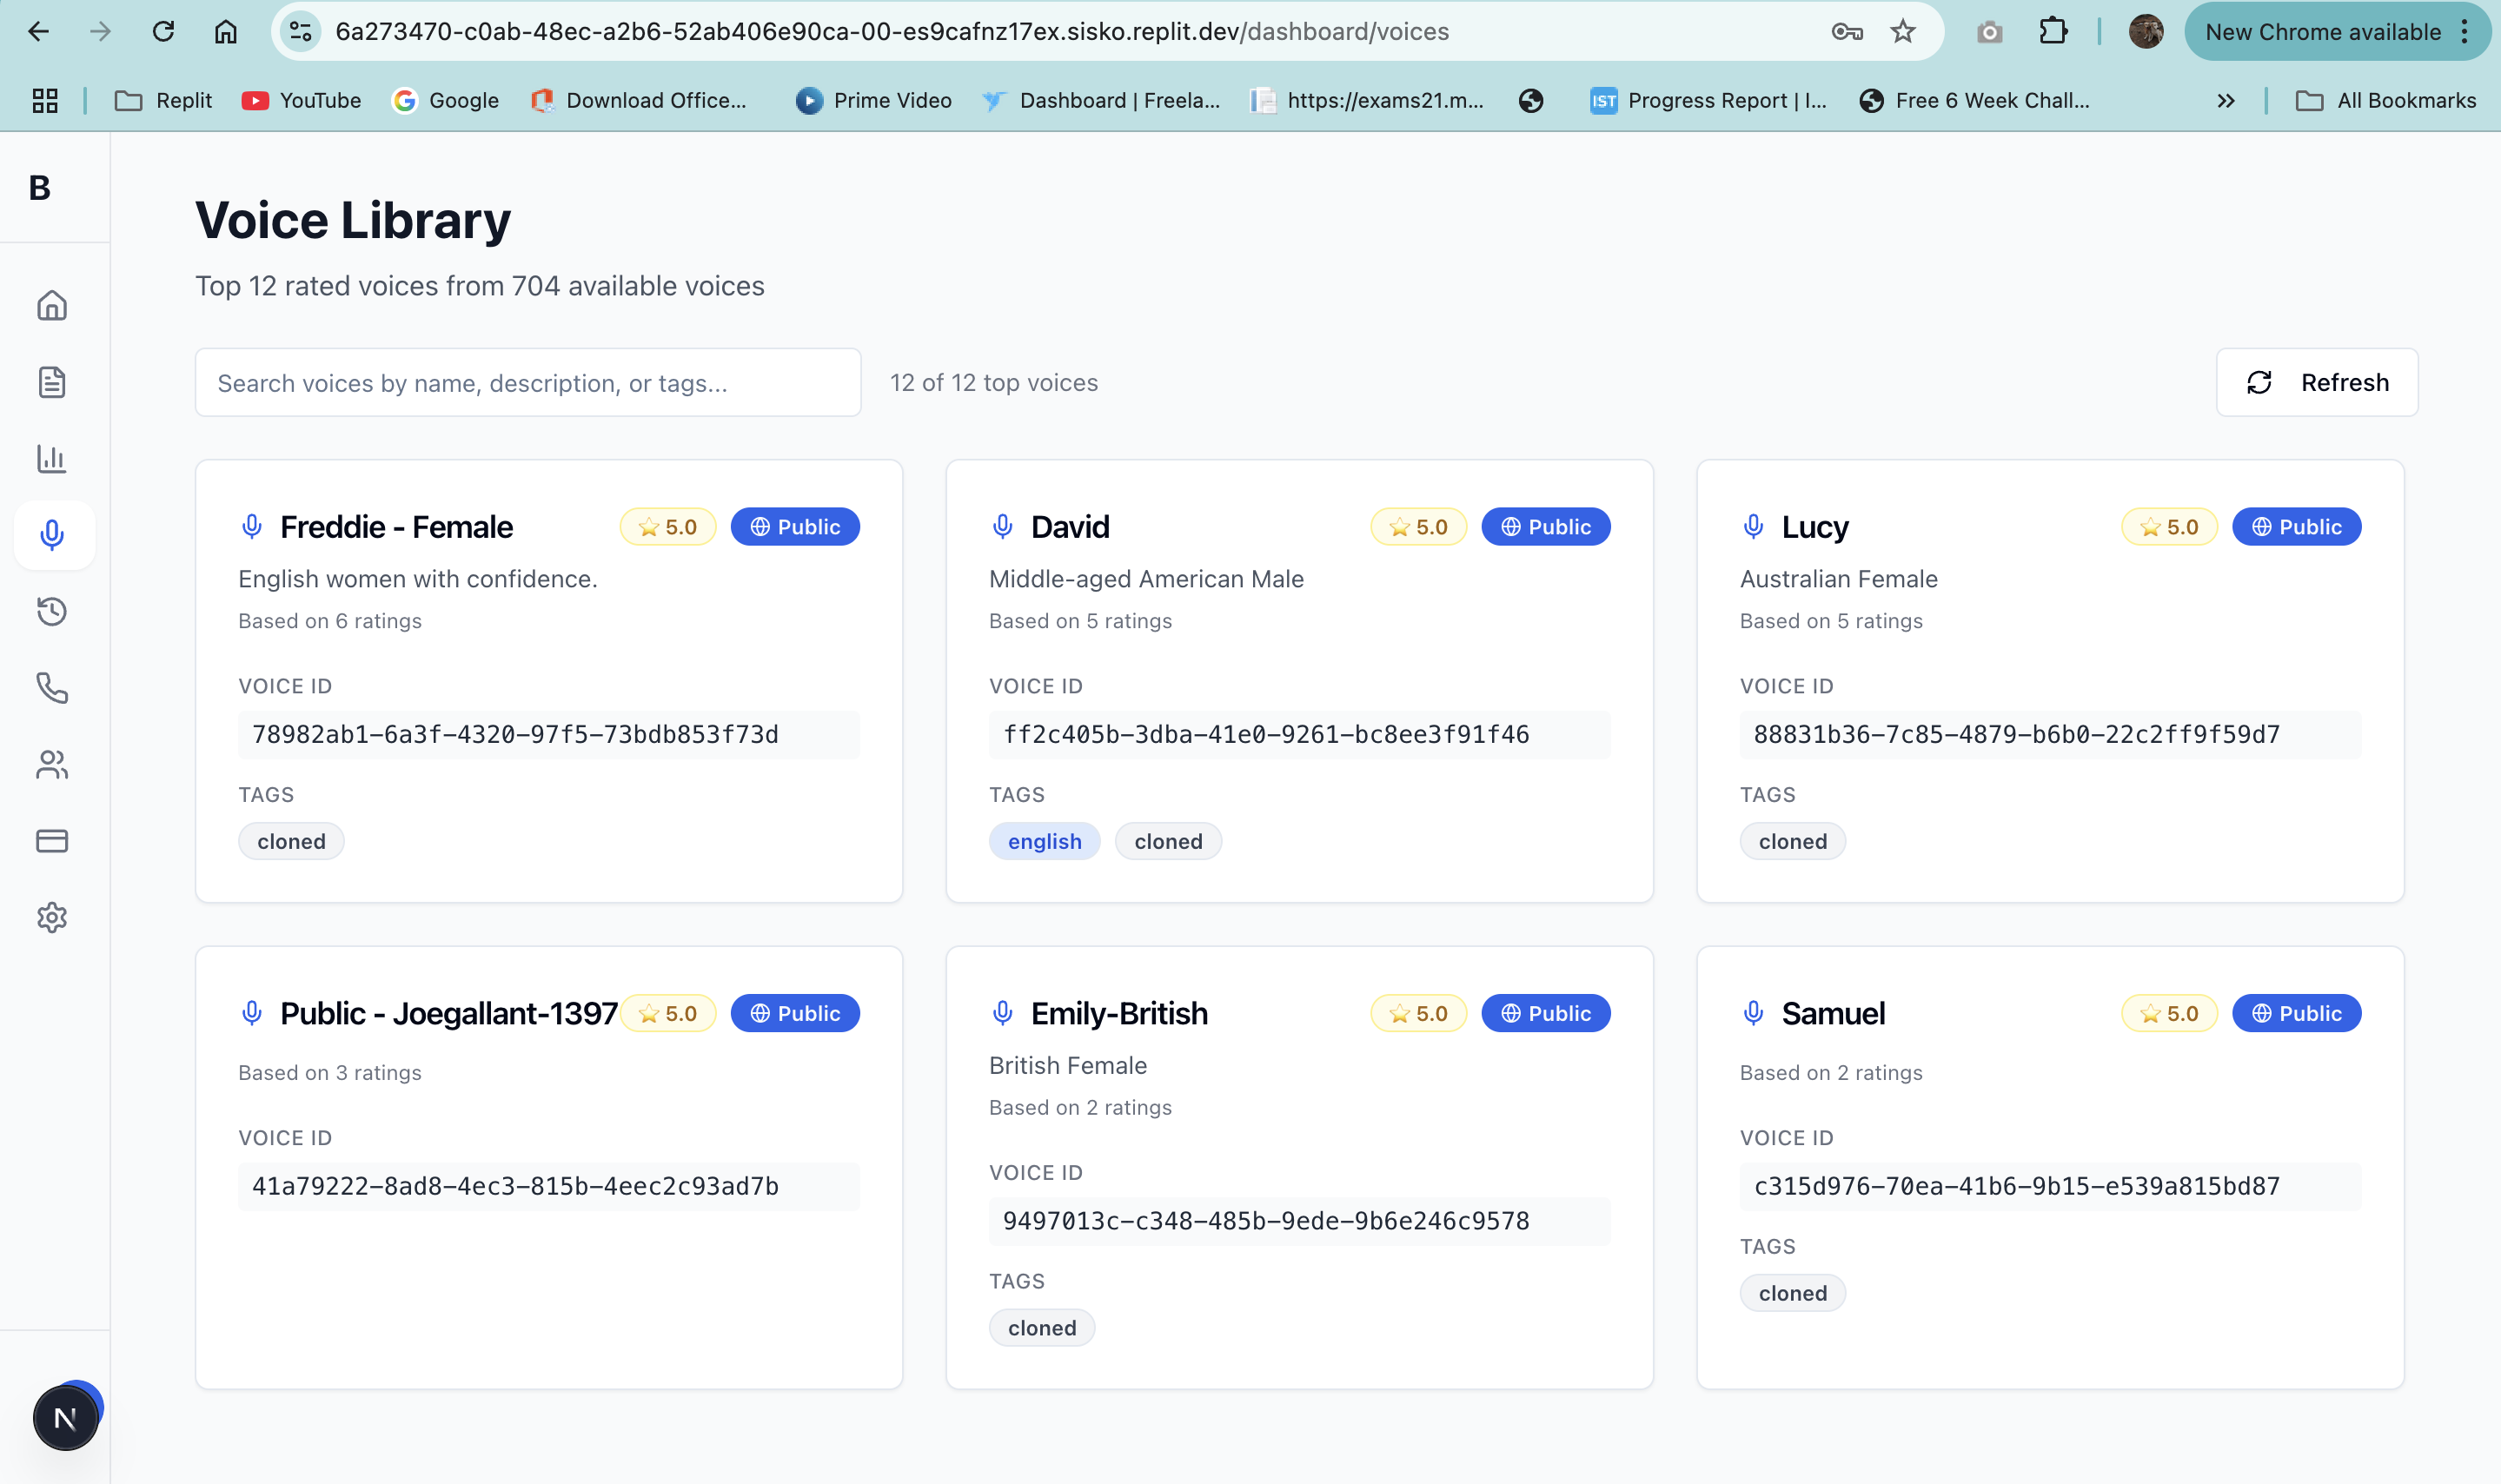 6a273470-c0ab-48ec-a2b6-52ab406e90ca-00-es9cafnz17ex.sisko.replit.dev/dashboard/voices
New Chrome available
Replit
YouTube
Google
Download Office...
Prime Video
Dashboard | Freela...
https://exams21.m...
IST
Progress Report | I...
Free 6 Week Chall...
All Bookmarks
B
Voice Library
Top 12 rated voices from 704 available voices
Search voices by name, description, or tags...
12 of 12 top voices
Refresh
Freddie - Female
5.0
Public
English women with confidence.
Based on 6 ratings
VOICE ID
78982ab1-6a3f-4320-97f5-73bdb853f73d
TAGS
cloned
David
5.0
Public
Middle-aged American Male
Based on 5 ratings
VOICE ID
ff2c405b-3dba-41e0-9261-bc8ee3f91f46
TAGS
english cloned
Lucy
5.0
Public
Australian Female
Based on 5 ratings
VOICE ID
88831b36-7c85-4879-b6b0-22c2ff9f59d7
TAGS
cloned
Public - Joegallant-1397
5.0
Public
Based on 3 ratings
VOICE ID
41a79222-8ad8-4ec3-815b-4eec2c93ad7b
Emily-British
5.0
Public
British Female
Based on 2 ratings
VOICE ID
9497013c-c348-485b-9ede-9b6e246c9578
TAGS
cloned
Samuel
5.0
Public
Based on 2 ratings
VOICE ID
c315d976-70ea-41b6-9b15-e539a815bd87
TAGS
cloned
N